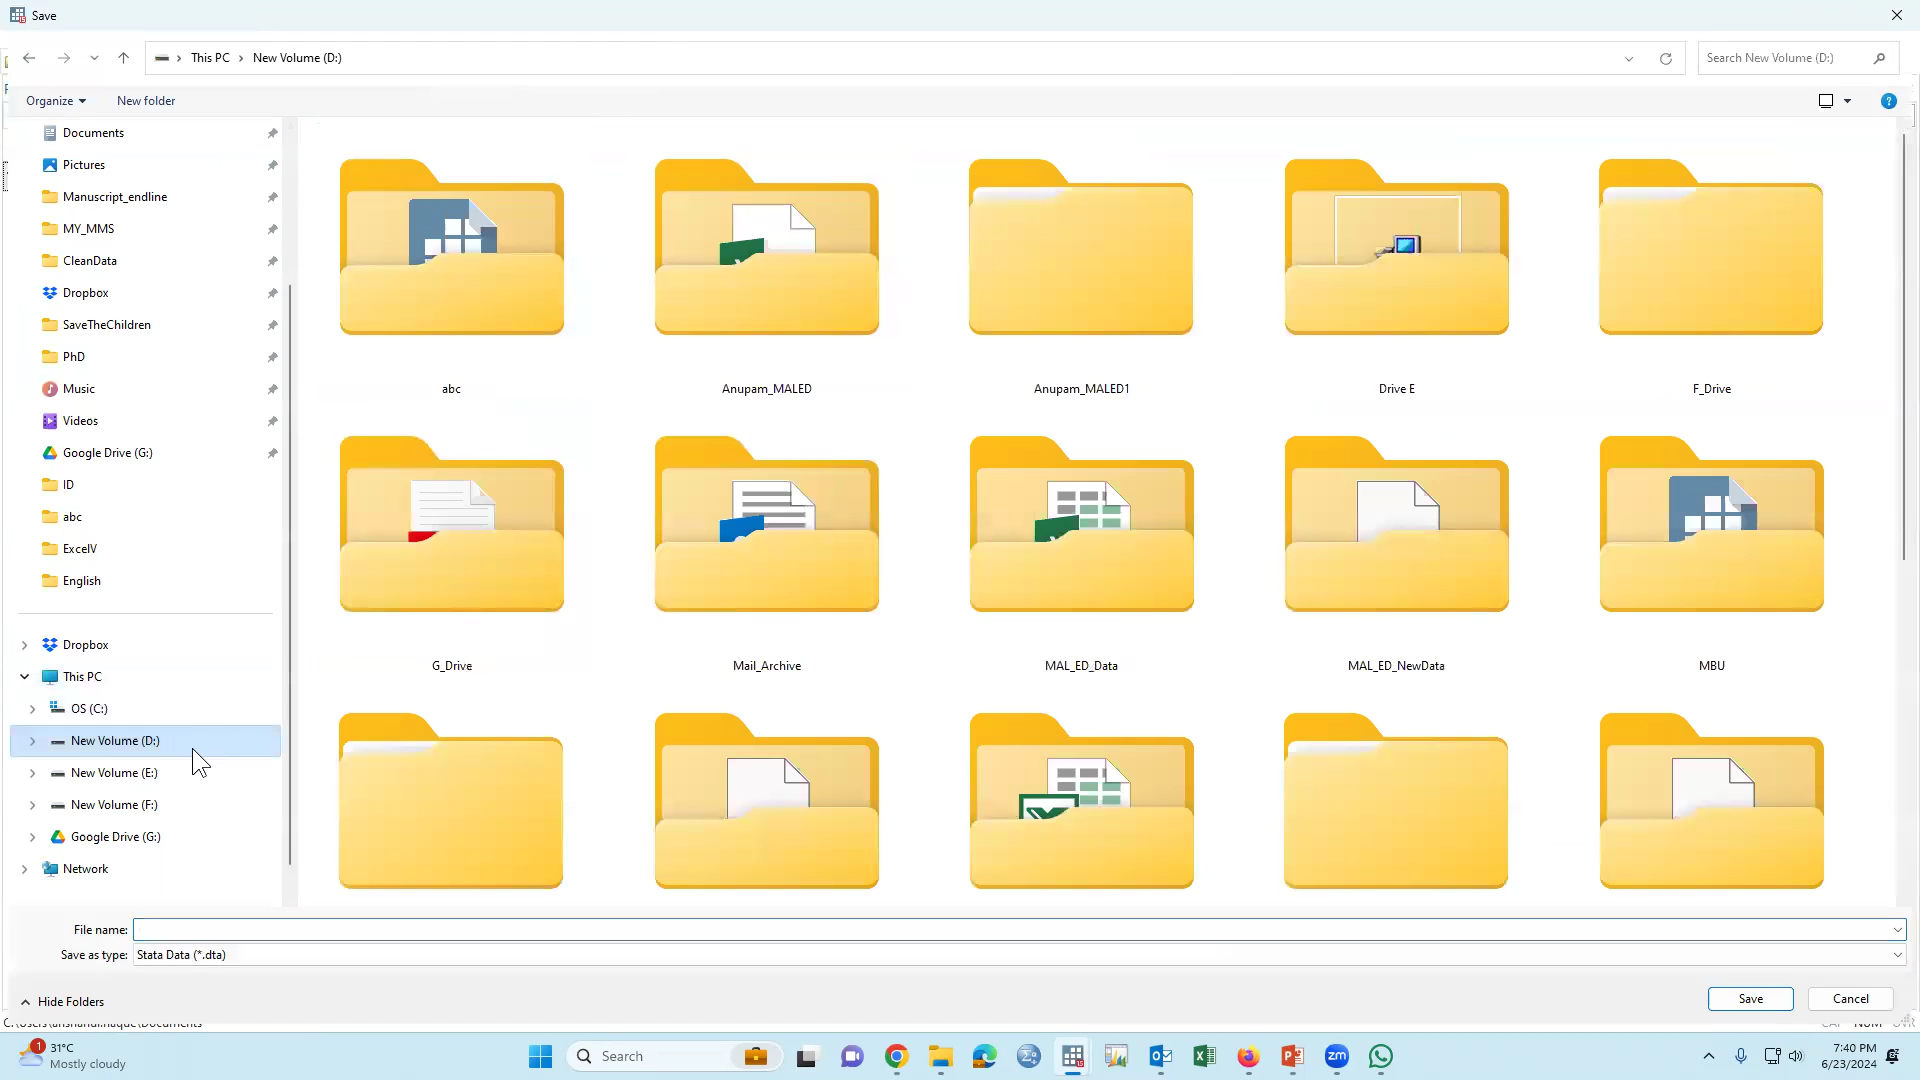 Save
This PC > New Volume (D:)
Search New Volume (D:)
Organize
New folder
Documents
Pictures
Manuscript_endline
MY_MMS
CleanData
Dropbox
SaveTheChildren
PhD
Music
Videos
Google Drive (G:)
ID
abc
ExcelV
English
Dropbox
This PC
OS (C:)
New Volume (D:)
New Volume (E:)
New Volume (F:)
Google Drive (G:)
Network
abc
Anupam_MALED
Anupam_MALED1
Drive E
F_Drive
G_Drive
Mail_Archive
MAL_ED_Data
MAL_ED_NewData
MBU
File name:
Save as type: Stata Data (*.dta)
Hide Folders
Save
Cancel
1
31°C
Mostly cloudy
Search
zm
7:40 PM
6/23/2024